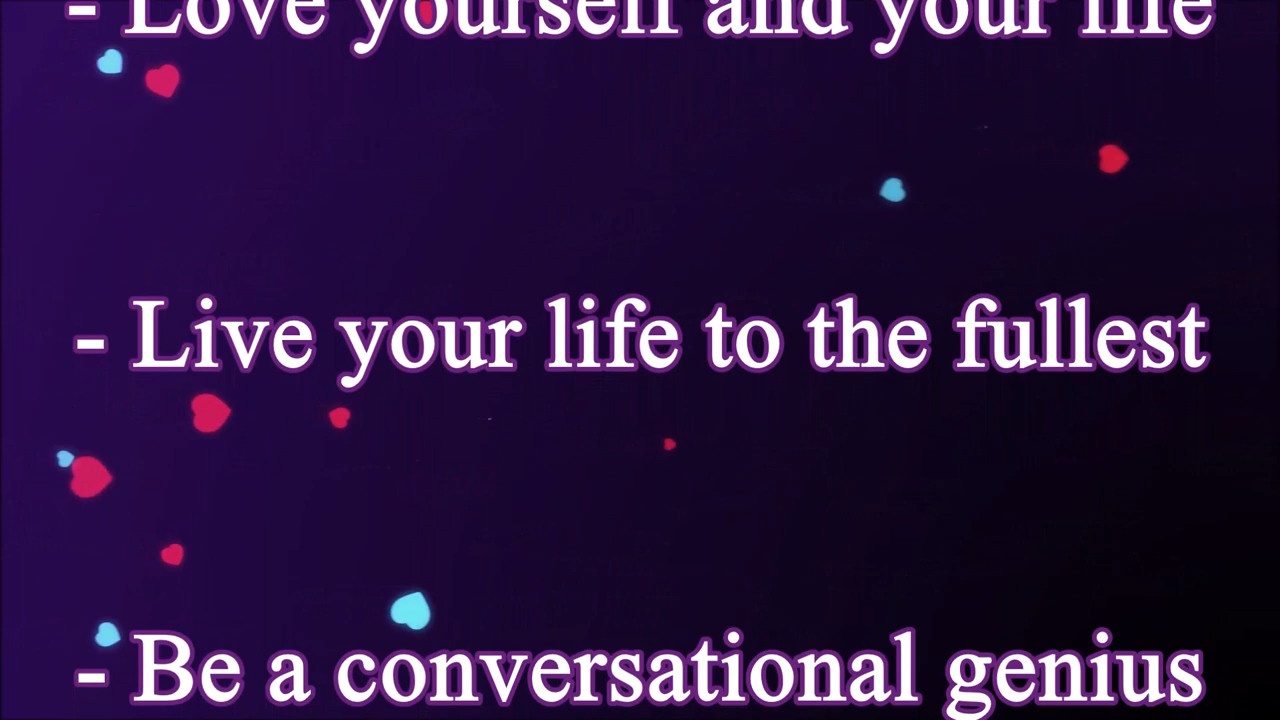 - Love yourself and your life
- Live your life to the fullest
- Be a conversational genius